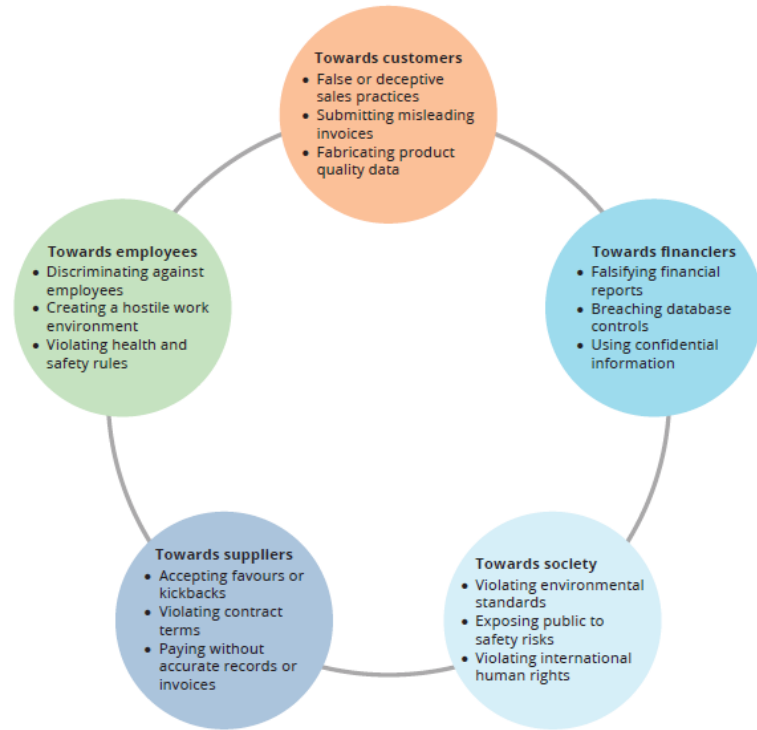 Towards customers
• False or deceptive
sales practices
• Submitting misleading
invoices
• Fabricating product
quality data
Towards employees
• Discriminating against
employees
• Creating a hostile work
environment
• Violating health and
safety rules
Towards financiers
• Falsifying financial
reports
• Breaching database
controls
• Using confidential
information
Towards suppliers
• Accepting favours or
kickbacks
• Violating contract
terms
• Paying without
accurate records or
invoices
Towards society
• Violating environmental
standards
• Exposing public to
safety risks
• Violating international
human rights